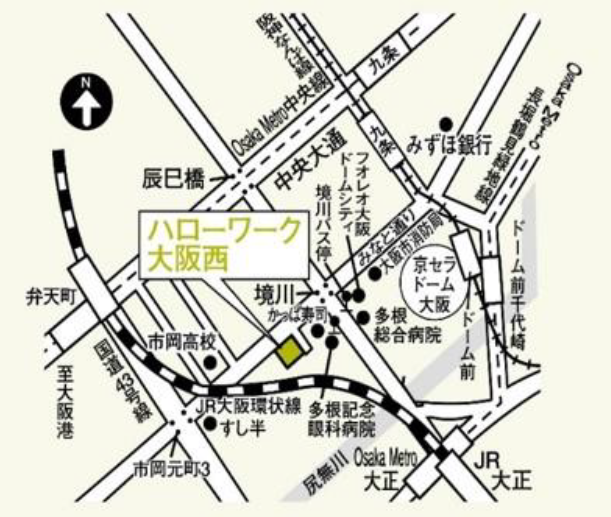 阪神なんば線
九条
Osaka Metro中央線
N
九条
みずほ銀行
Osaka Metro
長堀鶴見緑地線
辰巳橋
中央大通
フォレオ大阪
ドームシティ
境川バス停
みなと通り
大阪市消防局
ハローワーク
大阪西
京セラ
ドーム
大阪
ドーム前千代崎
弁天町
境川
かっぱ寿司
多根
総合病院
ドーム前
市岡高校
国道43号線
至大阪港
JR大阪環状線
すし半
多根記念
眼科病院
市岡元町3
尻無川
Osaka Metro
大正
JR
大正